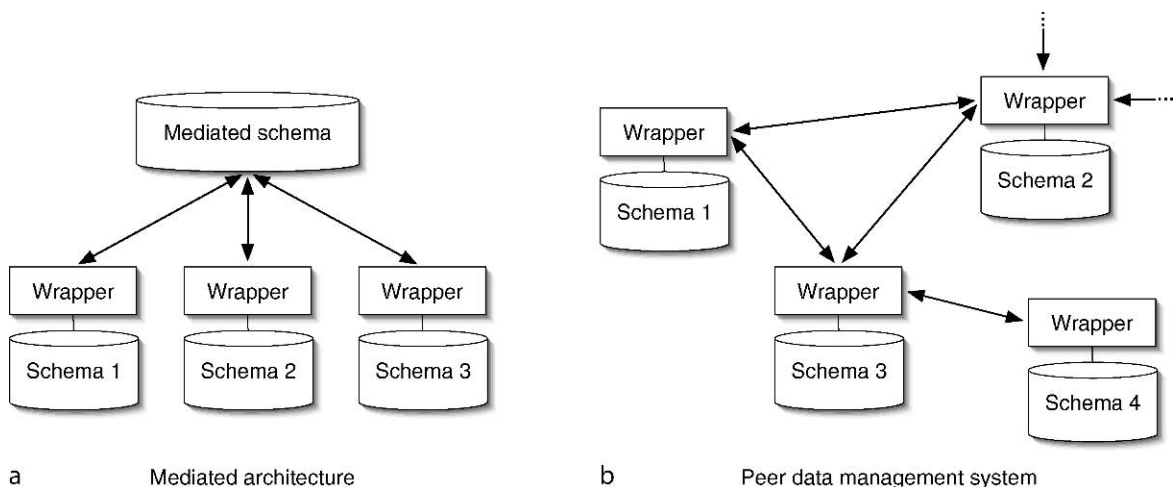 Mediated schema
Wrapper
Wrapper
Wrapper
Schema 1
Schema 2
Schema 3
a
Mediated architecture
Wrapper
Wrapper
Schema 1
Schema 2
Wrapper
Wrapper
Schema 3
Schema 4
b
Peer data management system